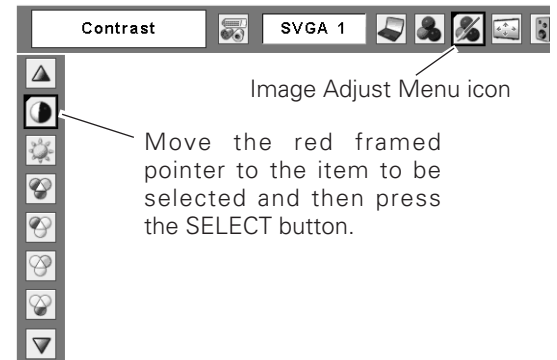 Contrast
SVGA 1
Image Adjust Menu icon
Move the red framed
pointer to the item to be
selected and then press
the SELECT button.